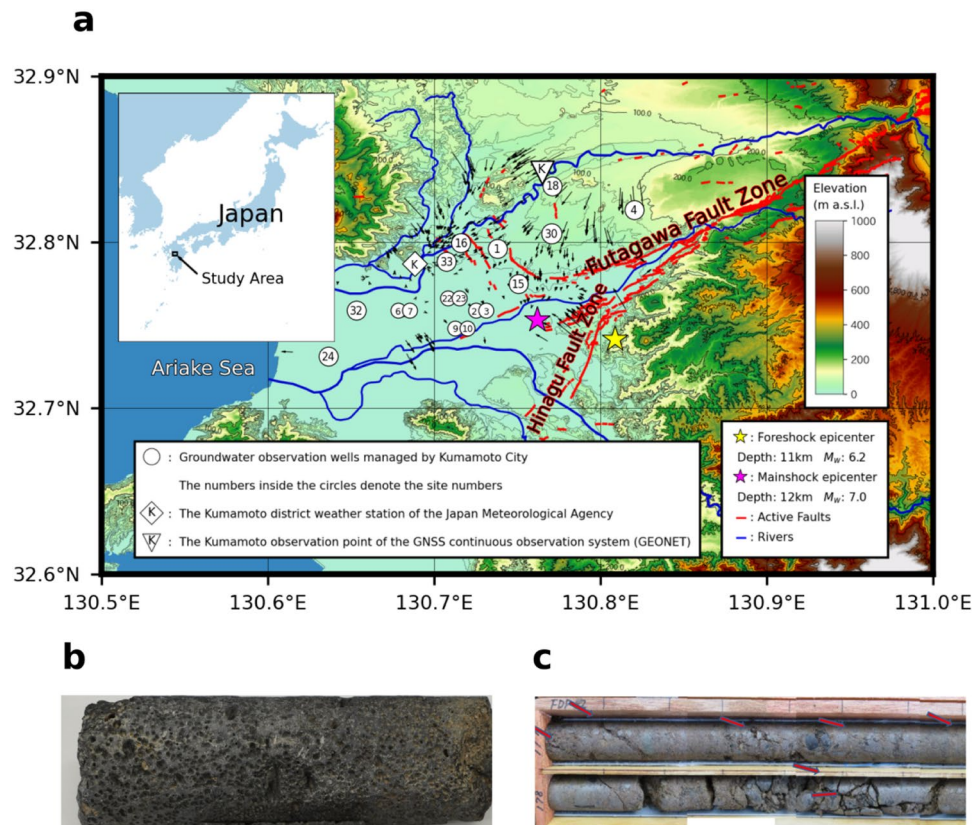 a
32.9°N
32.8°N
32.7°N
32.6°N
130.5°E
130.6°E
130.7°E
130.8°E
130.9°E
131.0°E
Japan
Study Area
Ariake Sea
Futagawa Fault Zone
Hinagu Fault Zone
100.0
100.0
200.0
200.0
K
18
4
30
16
1
33
K
15
32
6
7
22
23
2
3
9
10
24
Elevation
(m a.s.l.)
1000
800
600
400
200
0
: Foreshock epicenter
Depth: 11km Mw: 6.2
: Mainshock epicenter
Depth: 12km Mw: 7.0
: Active Faults
: Rivers
: Groundwater observation wells managed by Kumamoto City
The numbers inside the circles denote the site numbers
K : The Kumamoto district weather station of the Japan Meteorological Agency
K : The Kumamoto observation point of the GNSS continuous observation system (GEONET)
b
c
178